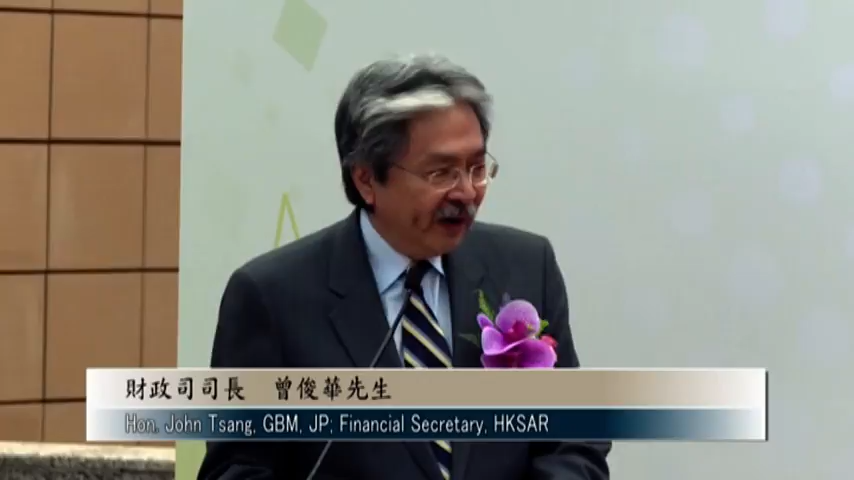 財政司司長　曾俊華先生
Hon. John Tsang, GBM, JP; Financial Secretary, HKSAR